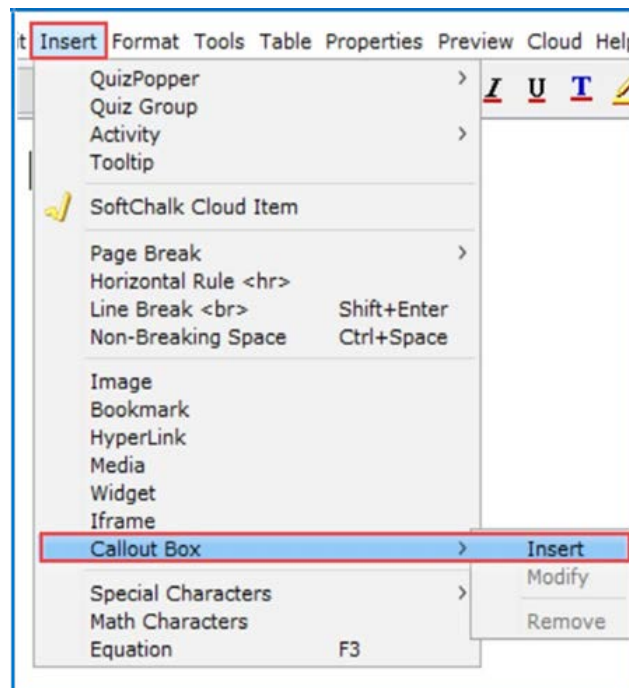 it Insert Format Tools Table Properties Preview Cloud Help
QuizPopper >
I U T
Quiz Group
Activity >
Tooltip
SoftChalk Cloud Item
Page Break >
Horizontal Rule <hr>
Line Break <br> Shift+Enter
Non-Breaking Space Ctrl+Space
Image
Bookmark
HyperLink
Media
Widget
Iframe
Callout Box > Insert
Modify
Special Characters >
Remove
Math Characters
Equation F3